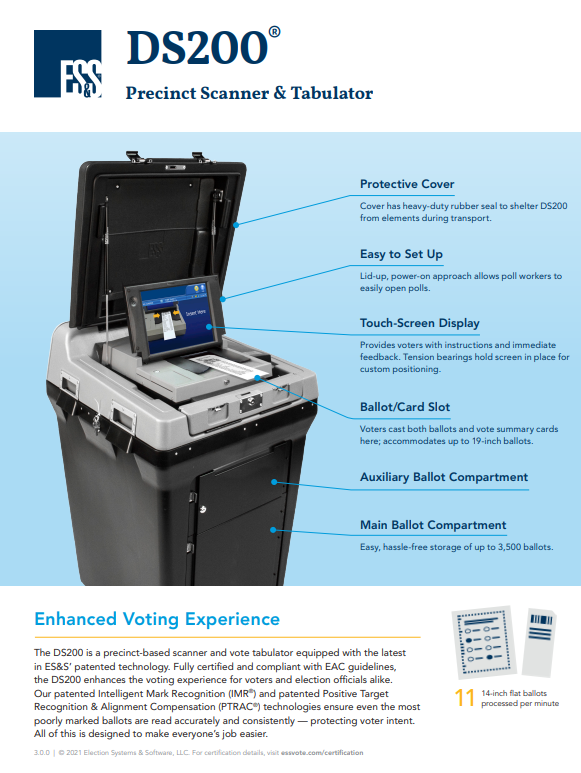 ES&S
DS200®
Precinct Scanner & Tabulator
Protective Cover
Cover has heavy-duty rubber seal to shelter DS200
from elements during transport.
Easy to Set Up
Lid-up, power-on approach allows poll workers to
easily open polls.
Insert Here
Touch-Screen Display
Provides voters with instructions and immediate
feedback. Tension bearings hold screen in place for
custom positioning.
Ballot/Card Slot
Voters cast both ballots and vote summary cards
here; accommodates up to 19-inch ballots.
Auxiliary Ballot Compartment
Main Ballot Compartment
Easy, hassle-free storage of up to 3,500 ballots.
Enhanced Voting Experience
The DS200 is a precinct-based scanner and vote tabulator equipped with the latest
in ES&S’ patented technology. Fully certified and compliant with EAC guidelines,
the DS200 enhances the voting experience for voters and election officials alike.
Our patented Intelligent Mark Recognition (IMR®) and patented Positive Target
Recognition & Alignment Compensation (PTRAC®) technologies ensure even the most
poorly marked ballots are read accurately and consistently — protecting voter intent.
All of this is designed to make everyone’s job easier.
11 14-inch flat ballots
processed per minute
3.0.0 | © 2021 Election Systems & Software, LLC. For certification details, visit essvote.com/certification